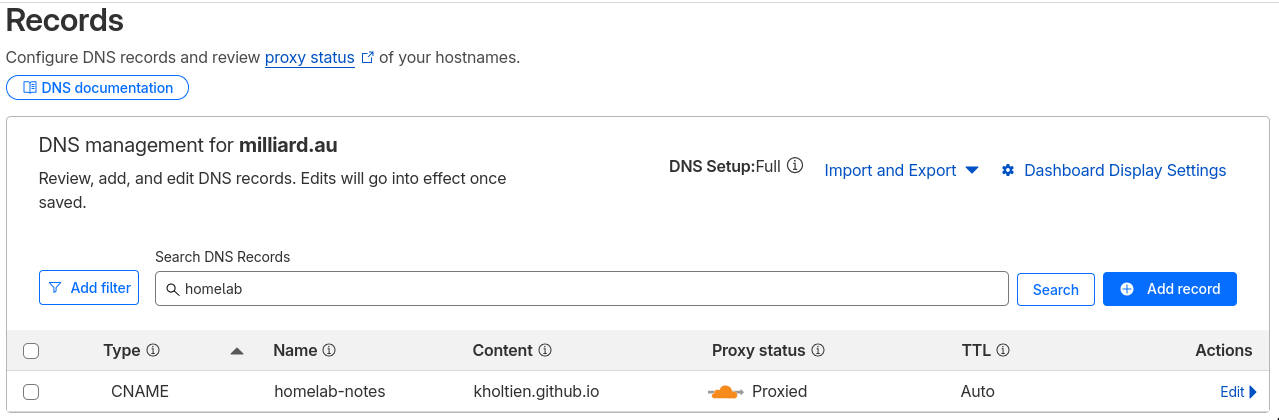 Records
Configure DNS records and review proxy status of your hostnames.
DNS documentation
DNS management for milliard.au
Review, add, and edit DNS records. Edits will go into effect once
saved.
DNS Setup:Full
Import and Export
Dashboard Display Settings
Search DNS Records
Add filter
homelab
Search
Add record
Type Name Content Proxy status TTL Actions
CNAME homelab-notes kholtien.github.io Proxied Auto Edit